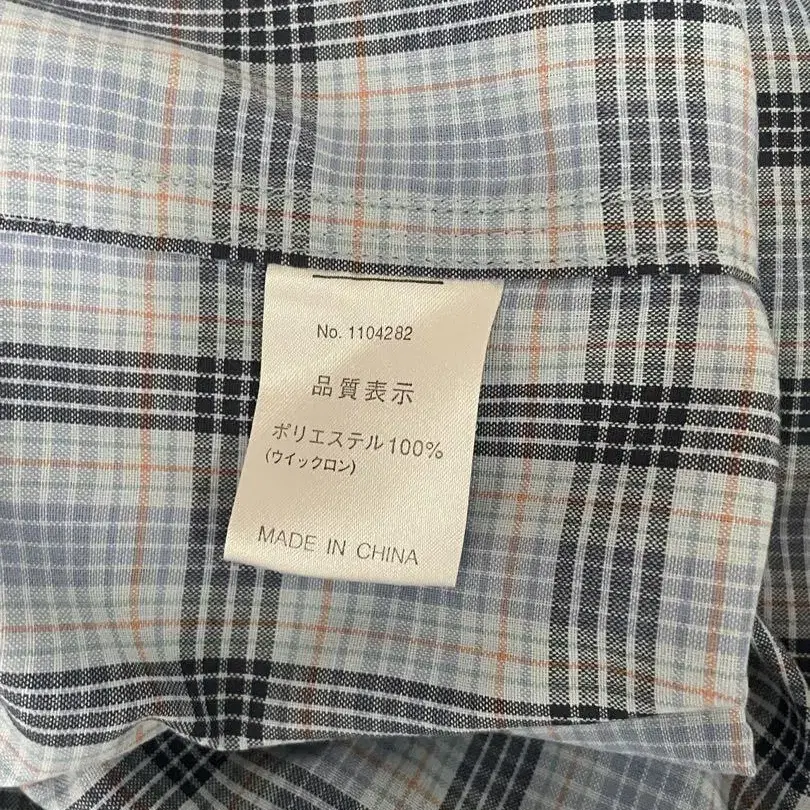 No. 1104282
品質表示
ポリエステル100%
(ウイックロン)
MADE IN CHINA